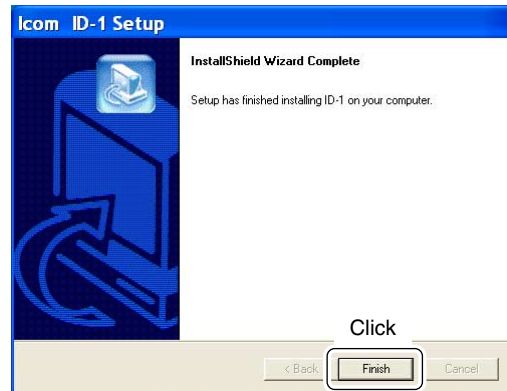 Icom ID-1 Setup
InstallShield Wizard Complete
Setup has finished installing ID-1 on your computer.
Click
< Back
Finish
Cancel